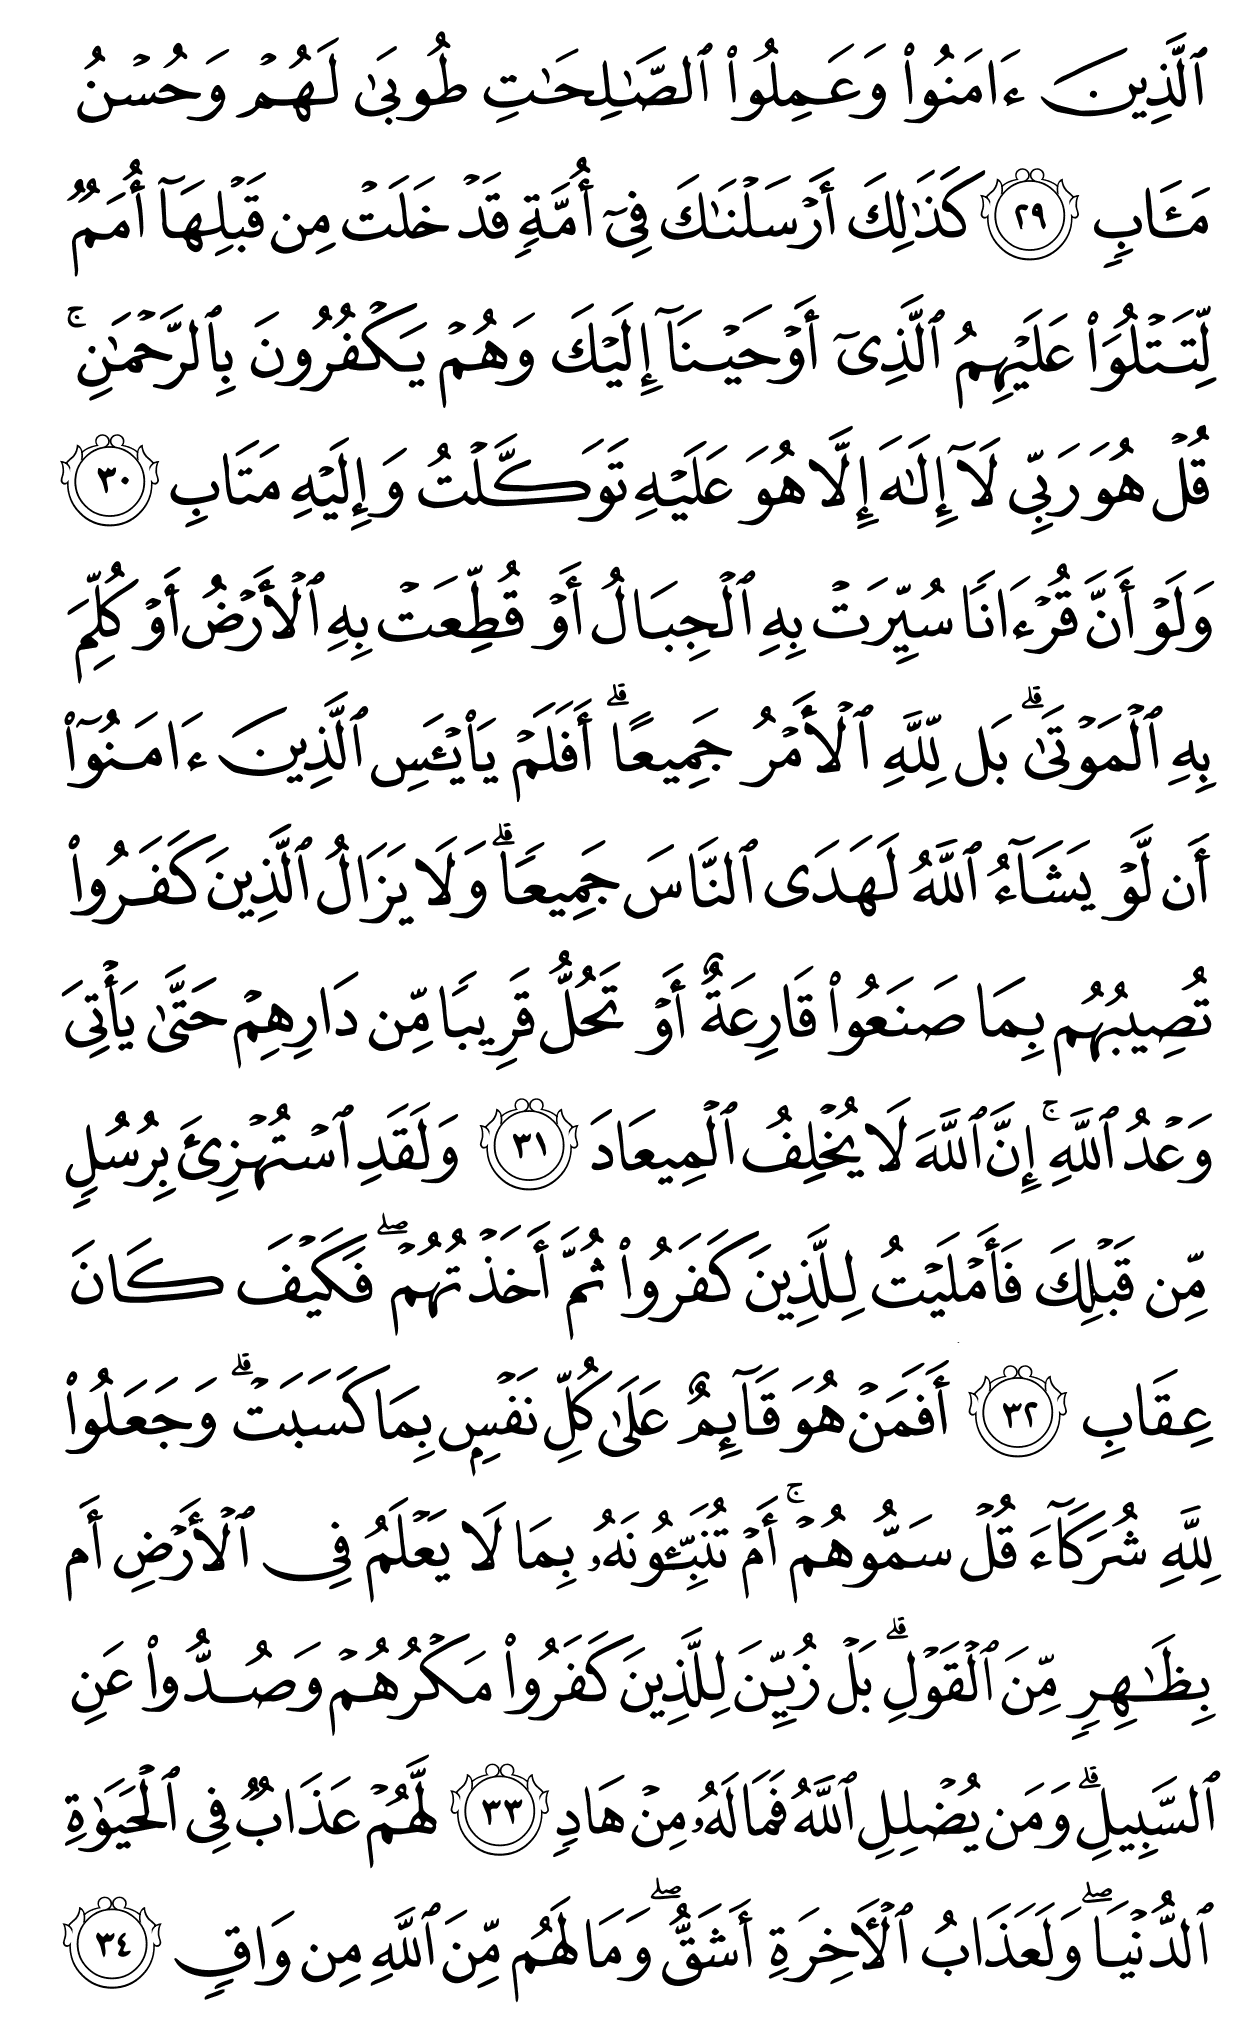 ٱلَّذِينَ ءَامَنُوا۟ وَعَمِلُوا۟ ٱلصَّـٰلِحَـٰتِ طُوبَىٰ لَهُمْ وَحُسْنُ
مَـَٔابٍ ٢٩ كَذَٰلِكَ أَرْسَلْنَـٰكَ فِىٓ أُمَّةٍ قَدْ خَلَتْ مِن قَبْلِهَآ أُمَمٌ
لِّتَتْلُوَا۟ عَلَيْهِمُ ٱلَّذِىٓ أَوْحَيْنَآ إِلَيْكَ وَهُمْ يَكْفُرُونَ بِٱلرَّحْمَـٰنِ ۚ
قُلْ هُوَ رَبِّى لَآ إِلَـٰهَ إِلَّا هُوَ عَلَيْهِ تَوَكَّلْتُ وَإِلَيْهِ مَتَابِ ٣٠
وَلَوْ أَنَّ قُرْءَانًا سُيِّرَتْ بِهِ ٱلْجِبَالُ أَوْ قُطِّعَتْ بِهِ ٱلْأَرْضُ أَوْ كُلِّمَ
بِهِ ٱلْمَوْتَىٰ ۗ بَل لِّلَّهِ ٱلْأَمْرُ جَمِيعًا ۗ أَفَلَمْ يَا۟يْـَٔسِ ٱلَّذِينَ ءَامَنُوٓا۟
أَن لَّوْ يَشَآءُ ٱللَّهُ لَهَدَى ٱلنَّاسَ جَمِيعًا ۗ وَلَا يَزَالُ ٱلَّذِينَ كَفَرُوا۟
تُصِيبُهُم بِمَا صَنَعُوا۟ قَارِعَةٌ أَوْ تَحُلُّ قَرِيبًا مِّن دَارِهِمْ حَتَّىٰ يَأْتِىَ
وَعْدُ ٱللَّهِ ۚ إِنَّ ٱللَّهَ لَا يُخْلِفُ ٱلْمِيعَادَ ٣١ وَلَقَدِ ٱسْتُهْزِئَ بِرُسُلٍ
مِّن قَبْلِكَ فَأَمْلَيْتُ لِلَّذِينَ كَفَرُوا۟ ثُمَّ أَخَذْتُهُمْ ۖ فَكَيْفَ كَانَ
عِقَابِ ٣٢ أَفَمَنْ هُوَ قَآئِمٌ عَلَىٰ كُلِّ نَفْسٍۭ بِمَا كَسَبَتْ ۗ وَجَعَلُوا۟
لِلَّهِ شُرَكَآءَ قُلْ سَمُّوهُمْ ۚ أَمْ تُنَبِّـُٔونَهُۥ بِمَا لَا يَعْلَمُ فِى ٱلْأَرْضِ أَم
بِظَـٰهِرٍ مِّنَ ٱلْقَوْلِ ۗ بَلْ زُيِّنَ لِلَّذِينَ كَفَرُوا۟ مَكْرُهُمْ وَصُدُّوا۟ عَنِ
ٱلسَّبِيلِ ۗ وَمَن يُضْلِلِ ٱللَّهُ فَمَا لَهُۥ مِنْ هَادٍ ٣٣ لَّهُمْ عَذَابٌ فِى ٱلْحَيَوٰةِ
ٱلدُّنْيَا ۖ وَلَعَذَابُ ٱلْـَٔاخِرَةِ أَشَقُّ ۖ وَمَا لَهُم مِّنَ ٱللَّهِ مِن وَاقٍ ٣٤